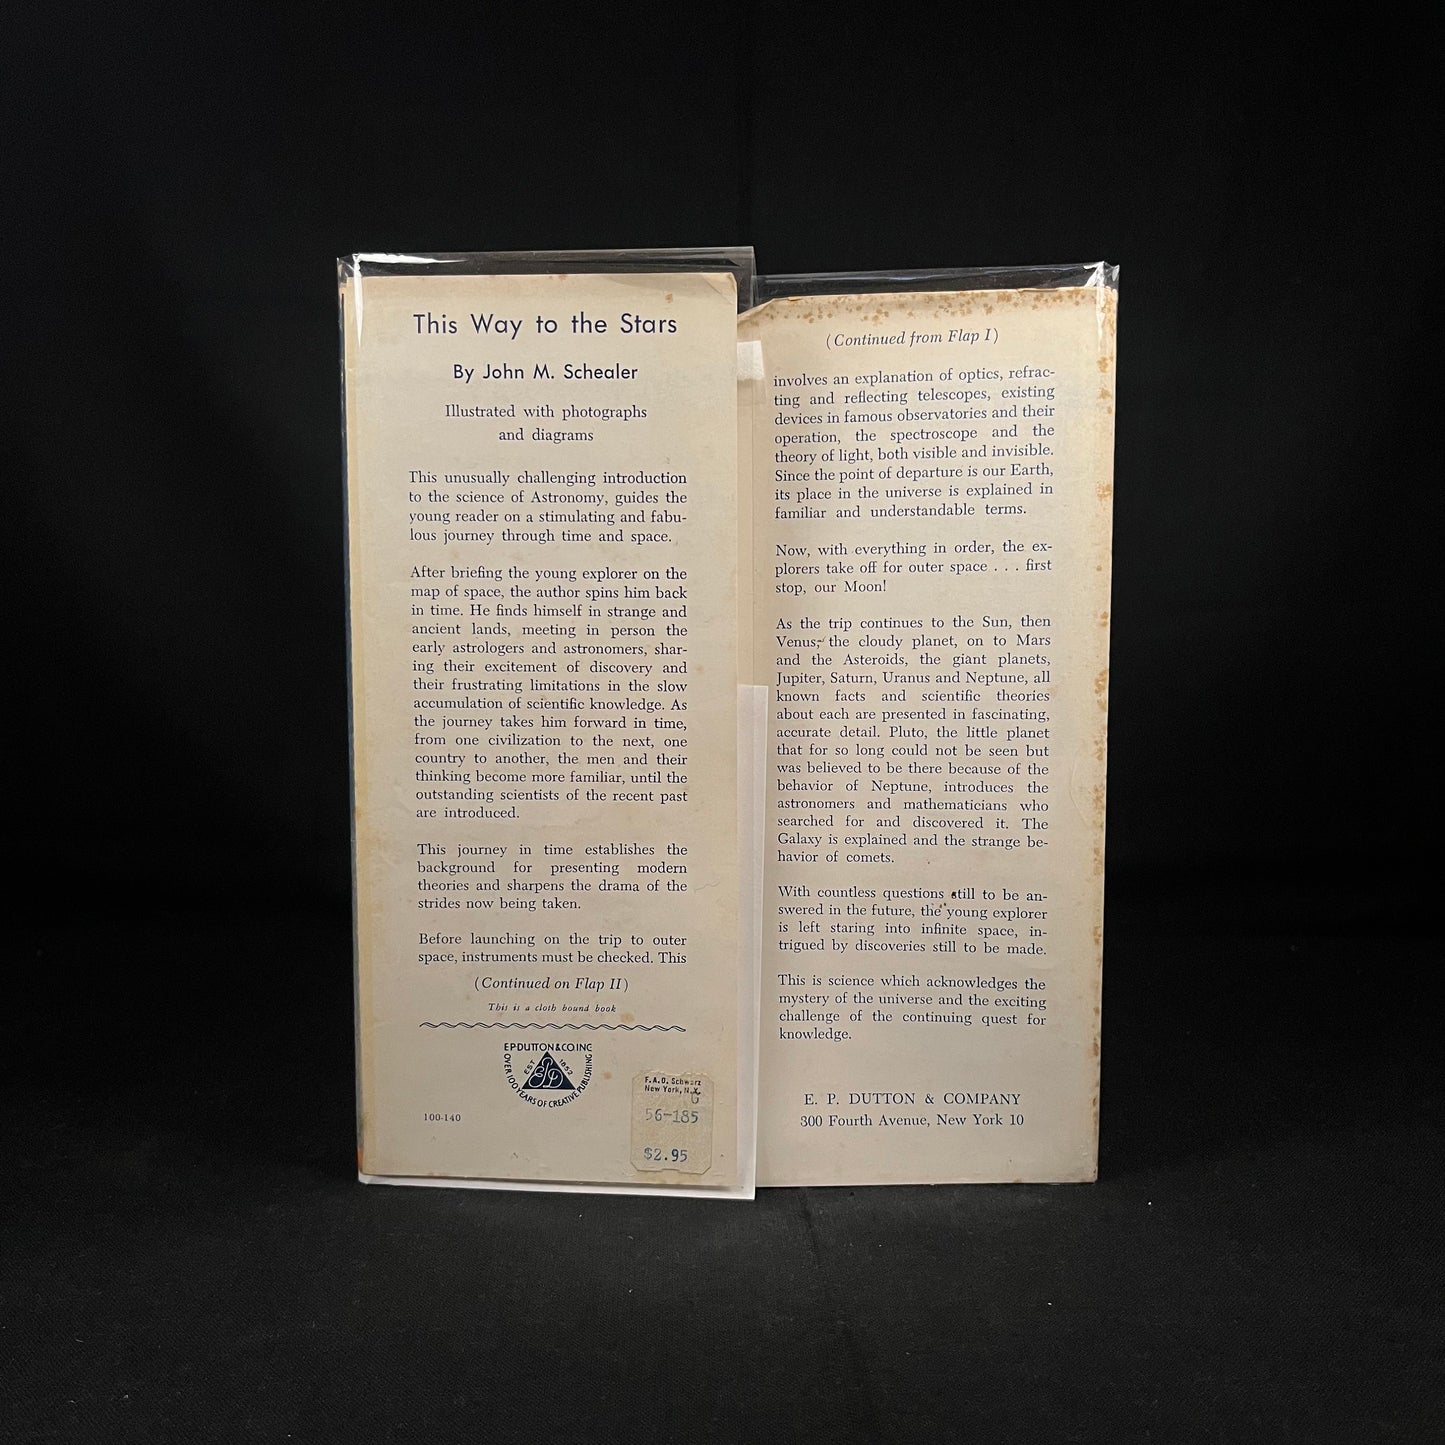 This Way to the Stars
By John M. Schealer
Illustrated with photographs
and diagrams
This unusually challenging introduction
to the science of Astronomy, guides the
young reader on a stimulating and fabu-
lous journey through time and space.
After briefing the young explorer on the
map of space, the author spins him back
in time. He finds himself in strange and
ancient lands, meeting in person the
early astrologers and astronomers, shar-
ing their excitement of discovery and
their frustrating limitations in the slow
accumulation of scientific knowledge. As
the journey takes him forward in time,
from one civilization to the next, one
country to another, the men and their
thinking become more familiar, until the
outstanding scientists of the recent past
are introduced.
This journey in time establishes the
background for presenting modern
theories and sharpens the drama of the
strides now being taken.
Before launching on the trip to outer
space, instruments must be checked. This
(Continued on Flap II)
This is a cloth bound book
E·P·DUTTON & CO. INC
EST 1852
EPD
OVER 100 YEARS OF CREATIVE PUBLISHING
100-140
F.A.O. Schwarz
New York, N.Y.
G
56-185
$2.95
(Continued from Flap I)
involves an explanation of optics, refrac-
ting and reflecting telescopes, existing
devices in famous observatories and their
operation, the spectroscope and the
theory of light, both visible and invisible.
Since the point of departure is our Earth,
its place in the universe is explained in
familiar and understandable terms.
Now, with everything in order, the ex-
plorers take off for outer space . . . first
stop, our Moon!
As the trip continues to the Sun, then
Venus, the cloudy planet, on to Mars
and the Asteroids, the giant planets,
Jupiter, Saturn, Uranus and Neptune, all
known facts and scientific theories
about each are presented in fascinating,
accurate detail. Pluto, the little planet
that for so long could not be seen but
was believed to be there because of the
behavior of Neptune, introduces the
astronomers and mathematicians who
searched for and discovered it. The
Galaxy is explained and the strange be-
havior of comets.
With countless questions still to be an-
swered in the future, the young explorer
is left staring into infinite space, in-
trigued by discoveries still to be made.
This is science which acknowledges the
mystery of the universe and the exciting
challenge of the continuing quest for
knowledge.
E. P. DUTTON & COMPANY
300 Fourth Avenue, New York 10